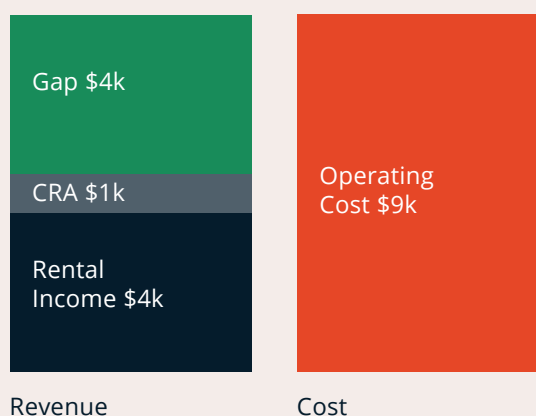 Gap $4k
CRA $1k
Rental
Income $4k
Revenue
Operating
Cost $9k
Cost